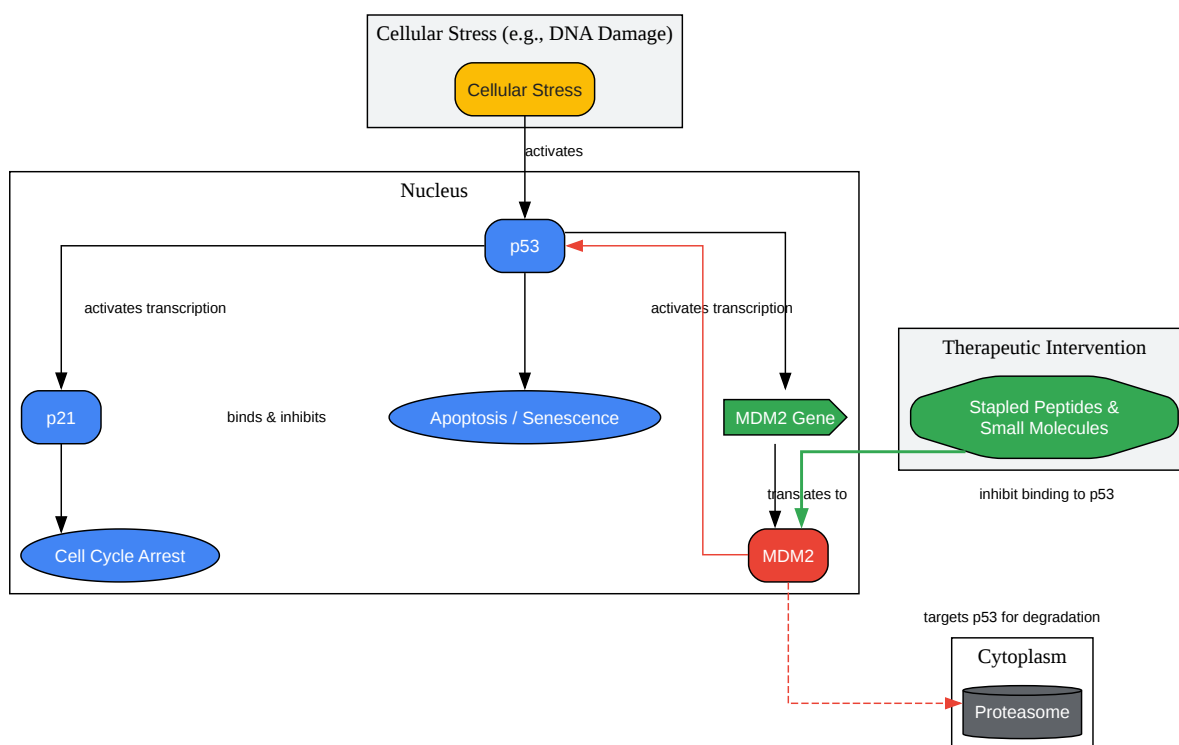 Cellular Stress (e.g., DNA Damage)
Cellular Stress
activates
Nucleus
p53
activates transcription
activates transcription
Therapeutic Intervention
Stapled Peptides &
Small Molecules
p21
binds & inhibits
Apoptosis / Senescence
MDM2 Gene
translates to
inhibit binding to p53
Cell Cycle Arrest
MDM2
targets p53 for degradation
Cytoplasm
Proteasome